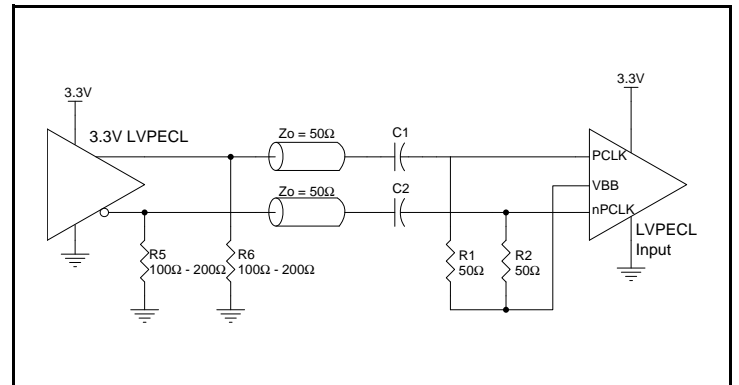 3.3V
3.3V
3.3V LVPECL
Zo = 50Ω
C1
PCLK
Zo = 50Ω
C2
VBB
nPCLK
LVPECL
Input
R5
100Ω - 200Ω
R6
100Ω - 200Ω
R1
50Ω
R2
50Ω